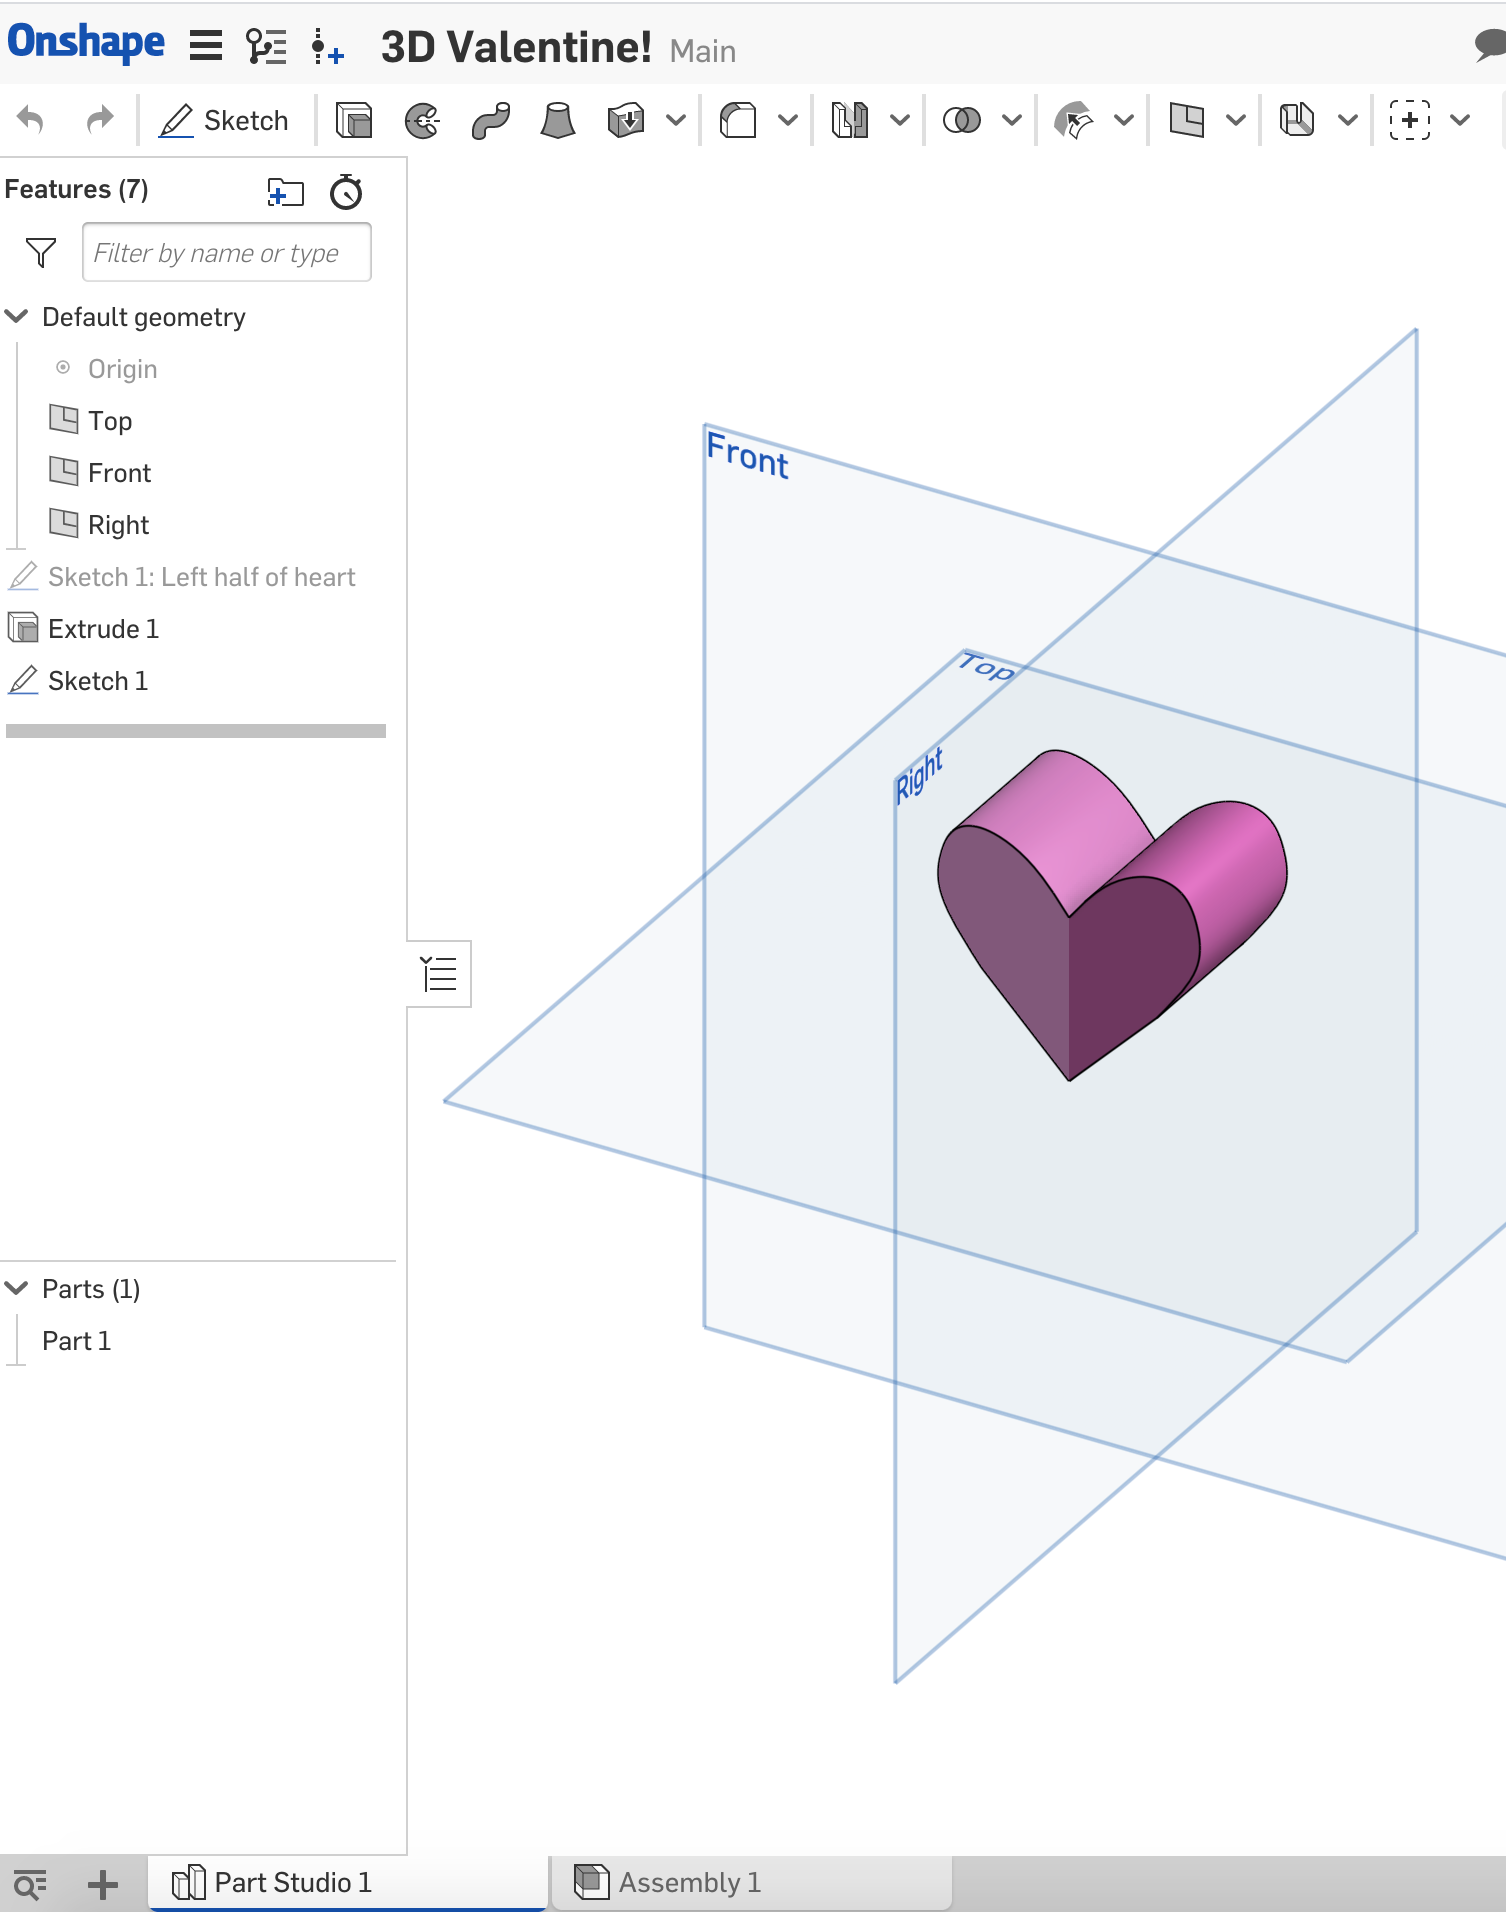 Onshape 3D Valentine! Main
Sketch
Features (7)
Filter by name or type
Default geometry
Origin
Top
Front
Right
Sketch 1: Left half of heart
Extrude 1
Sketch 1
Front
Top
Right
Parts (1)
Part 1
Part Studio 1
Assembly 1